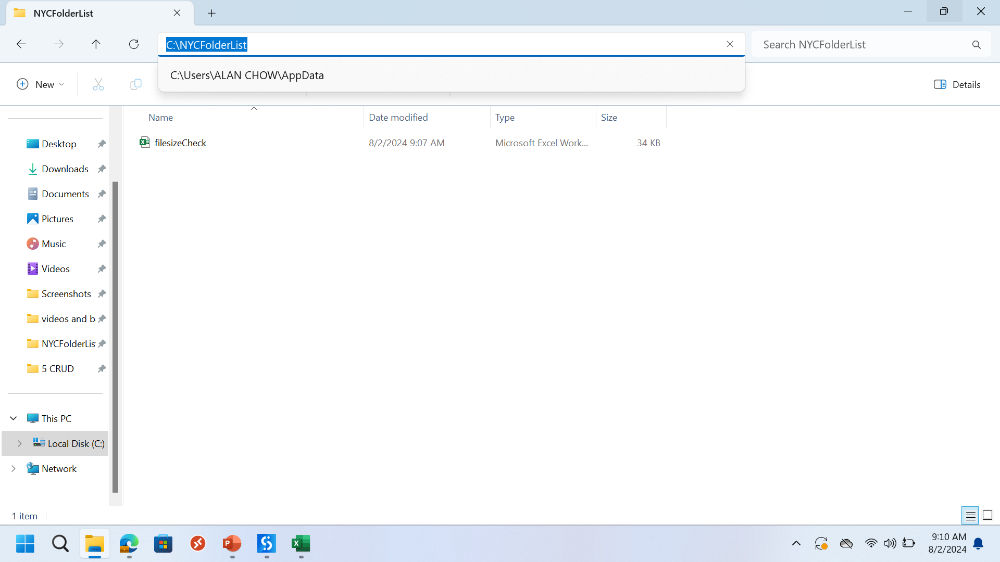 NYCFolderList
C:\NYCFolderList
Search NYCFolderList
C:\Users\ALAN CHOW\AppData
New
Details
Name
Date modified
Type
Size
filesizeCheck
8/2/2024 9:07 AM
Microsoft Excel Work...
34 KB
Desktop
Downloads
Documents
Pictures
Music
Videos
Screenshots
videos and b
NYCFolderLis
5 CRUD
This PC
Local Disk (C:)
Network
1 item
9:10 AM
8/2/2024